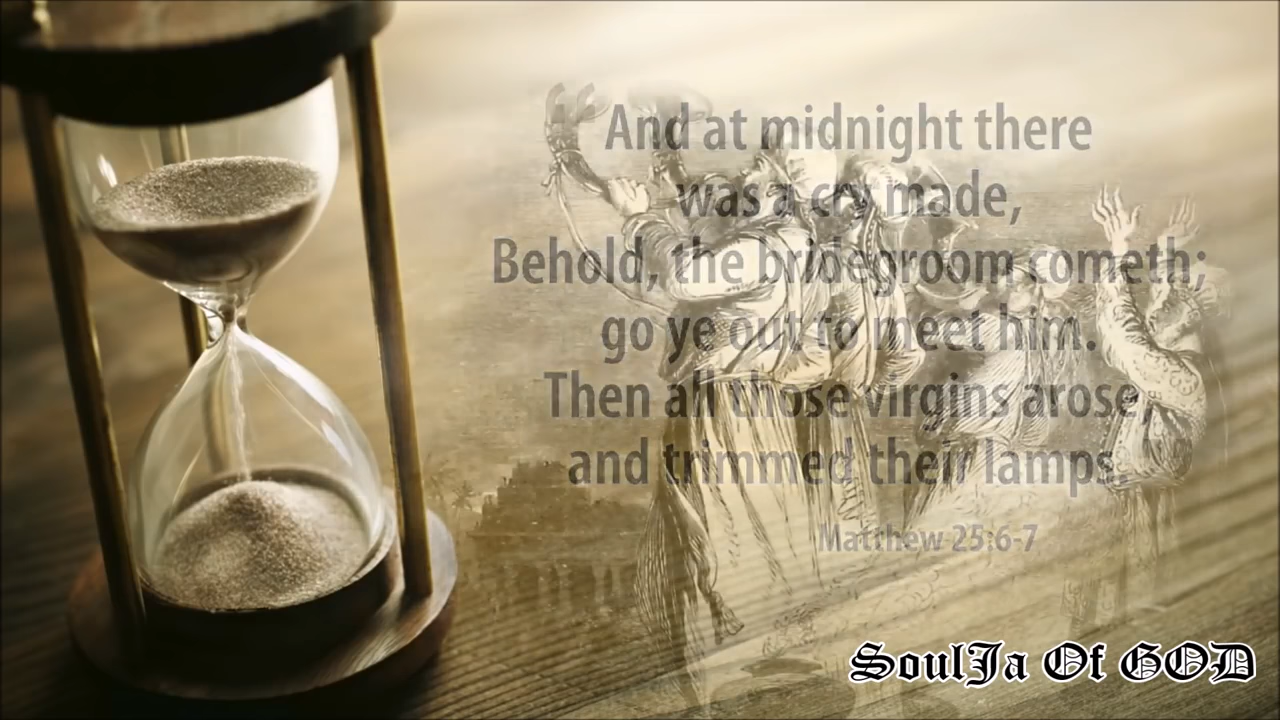 And at midnight there
was a cry made,
Behold, the bridegroom cometh;
go ye out to meet him.
Then all those virgins arose,
and trimmed their lamps.
Matthew 25:6-7
SoulJa Of GOD